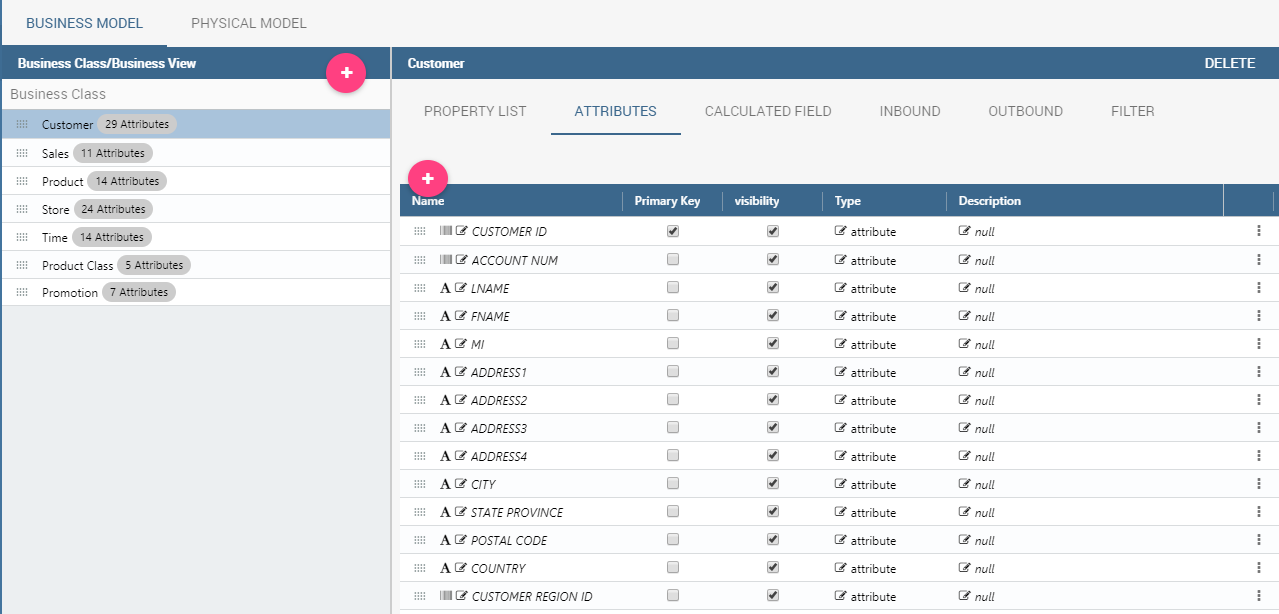 BUSINESS MODEL PHYSICAL MODEL
Business Class/Business View
+
Business Class
Customer 29 Attributes
Sales 11 Attributes
Product 14 Attributes
Store 24 Attributes
Time 14 Attributes
Product Class 5 Attributes
Promotion 7 Attributes
Customer DELETE
PROPERTY LIST ATTRIBUTES CALCULATED FIELD INBOUND OUTBOUND FILTER
+
Name Primary Key visibility Type Description
CUSTOMER ID attribute null
ACCOUNT NUM attribute null
A LNAME attribute null
A FNAME attribute null
A MI attribute null
A ADDRESS1 attribute null
A ADDRESS2 attribute null
A ADDRESS3 attribute null
A ADDRESS4 attribute null
A CITY attribute null
A STATE PROVINCE attribute null
A POSTAL CODE attribute null
A COUNTRY attribute null
CUSTOMER REGION ID attribute null